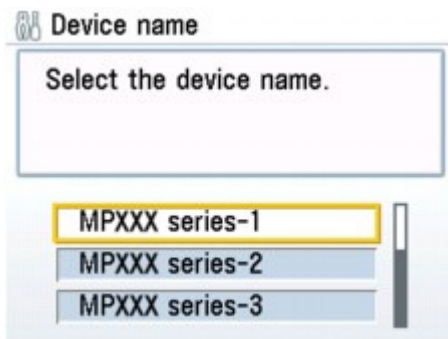 Device name
Select the device name.
MPXXX series-1
MPXXX series-2
MPXXX series-3